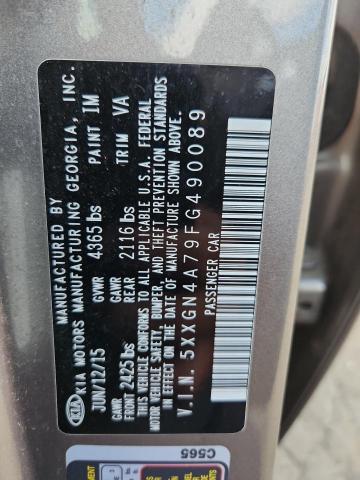 KIA
MANUFACTURED BY
KIA MOTORS MANUFACTURING GEORGIA, INC.
JUN/12/15 GVWR 4365 lbs PAINT IM
GAWR FRONT 2425 lbs GAWR REAR 2116 lbs TRIM VA
THIS VEHICLE CONFORMS TO ALL APPLICABLE U.S.A. FEDERAL
MOTOR VEHICLE SAFETY, BUMPER, AND THEFT PREVENTION STANDARDS
IN EFFECT ON THE DATE OF MANUFACTURE SHOWN ABOVE.
V.I.N. 5XXGN4A79FG490089
PASSENGER CAR
C565